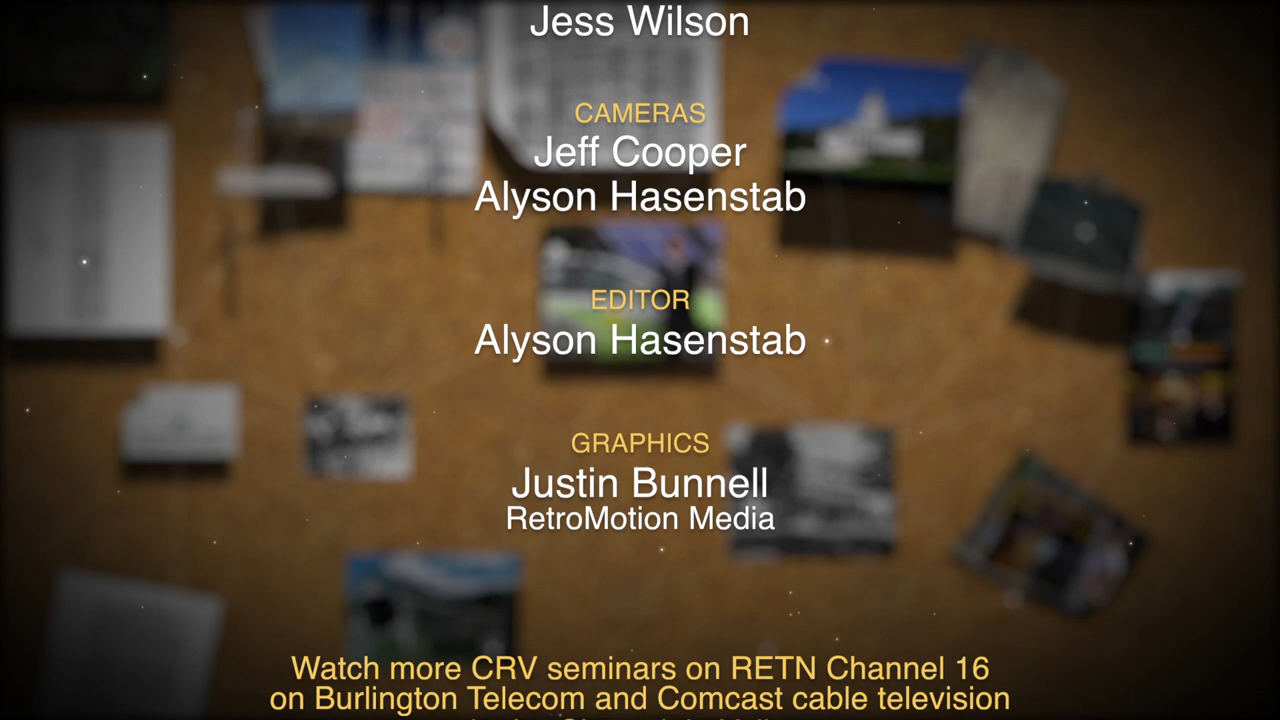 Jess Wilson
CAMERAS
Jeff Cooper
Alyson Hasenstab
EDITOR
Alyson Hasenstab
GRAPHICS
Justin Bunnell
RetroMotion Media
Watch more CRV seminars on RETN Channel 16
on Burlington Telecom and Comcast cable television